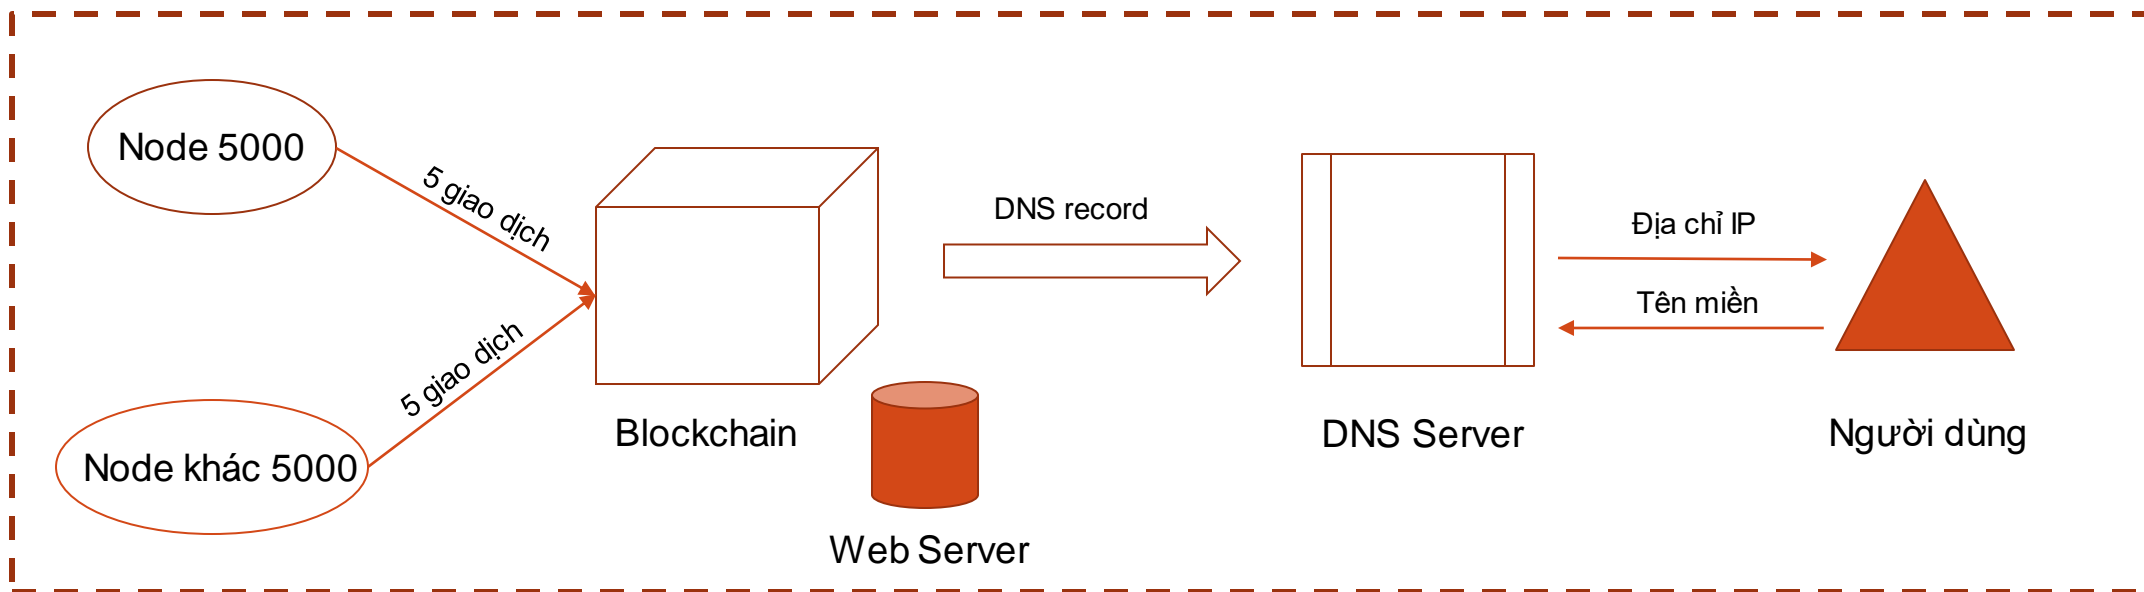 Node 5000
5 giao dịch
5 giao dịch
Node khác 5000
Blockchain
Web Server
DNS record
DNS Server
Địa chỉ IP
Tên miền
Người dùng